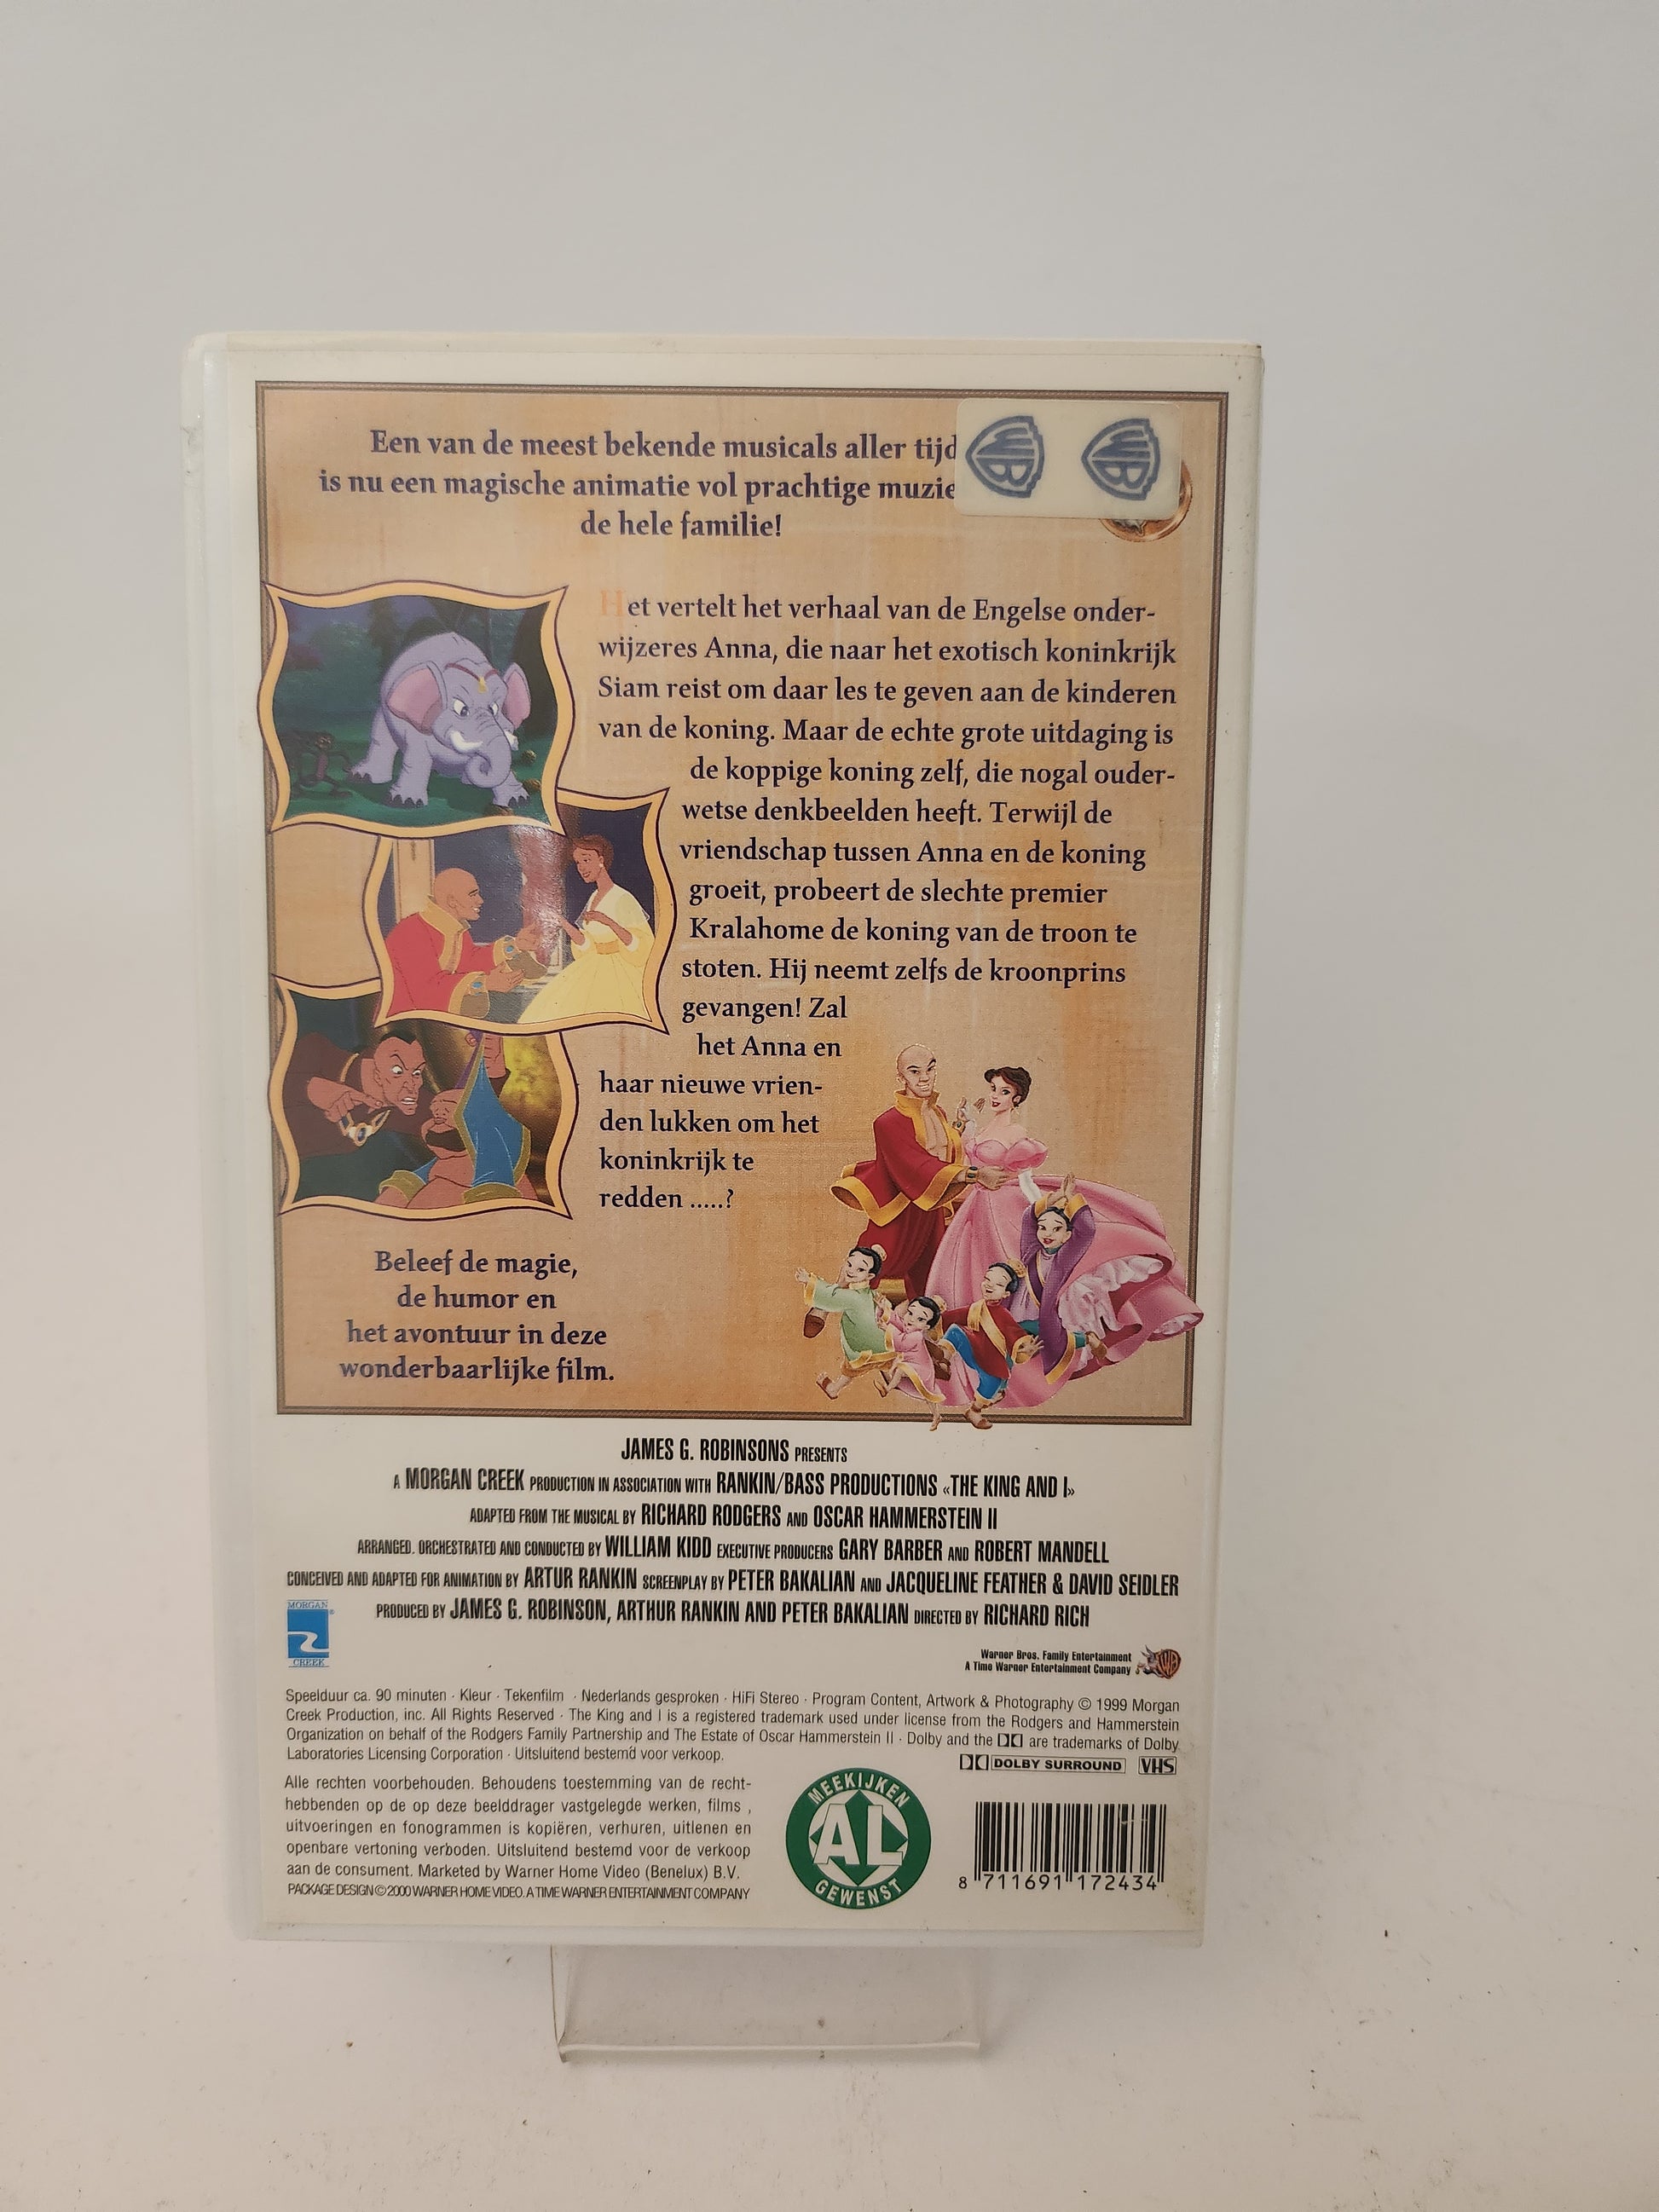 Een van de meest bekende musicals aller tijd
is nu een magische animatie vol prachtige muzie
de hele familie!
WB WB
Het vertelt het verhaal van de Engelse onder-
wijzeres Anna, die naar het exotisch koninkrijk
Siam reist om daar les te geven aan de kinderen
van de koning. Maar de echte grote uitdaging is
de koppige koning zelf, die nogal ouder-
wetse denkbeelden heeft. Terwijl de
vriendschap tussen Anna en de koning
groeit, probeert de slechte premier
Kralahome de koning van de troon te
stoten. Hij neemt zelfs de kroonprins
gevangen! Zal
het Anna en
haar nieuwe vrien-
den lukken om het
koninkrijk te
redden .....?
Beleef de magie,
de humor en
het avontuur in deze
wonderbaarlijke film.
JAMES G. ROBINSONS PRESENTS
A MORGAN CREEK PRODUCTION IN ASSOCIATION WITH RANKIN/BASS PRODUCTIONS «THE KING AND I»
ADAPTED FROM THE MUSICAL BY RICHARD RODGERS AND OSCAR HAMMERSTEIN II
ARRANGED. ORCHESTRATED AND CONDUCTED BY WILLIAM KIDD EXECUTIVE PRODUCERS GARY BARBER AND ROBERT MANDELL
CONCEIVED AND ADAPTED FOR ANIMATION BY ARTUR RANKIN SCREENPLAY BY PETER BAKALIAN AND JACQUELINE FEATHER & DAVID SEIDLER
PRODUCED BY JAMES G. ROBINSON, ARTHUR RANKIN AND PETER BAKALIAN DIRECTED BY RICHARD RICH
MORGAN
CREEK
Warner Bros. Family Entertainment
A Time Warner Entertainment Company
WB
Speelduur ca. 90 minuten · Kleur · Tekenfilm · Nederlands gesproken · HiFi Stereo · Program Content, Artwork & Photography © 1999 Morgan
Creek Production, inc. All Rights Reserved · The King and I is a registered trademark used under license from the Rodgers and Hammerstein
Organization on behalf of the Rodgers Family Partnership and The Estate of Oscar Hammerstein II · Dolby and the are trademarks of Dolby
Laboratories Licensing Corporation · Uitsluitend bestemd voor verkoop.
DOLBY SURROUND VHS
Alle rechten voorbehouden. Behoudens toestemming van de recht-
hebbenden op de op deze beelddrager vastgelegde werken, films ,
uitvoeringen en fonogrammen is kopiëren, verhuren, uitlenen en
openbare vertoning verboden. Uitsluitend bestemd voor de verkoop
aan de consument. Marketed by Warner Home Video (Benelux) B.V.
PACKAGE DESIGN © 2000 WARNER HOME VIDEO. A TIME WARNER ENTERTAINMENT COMPANY
MEEKIJKEN
AL
GEWENST
8 711691 172434